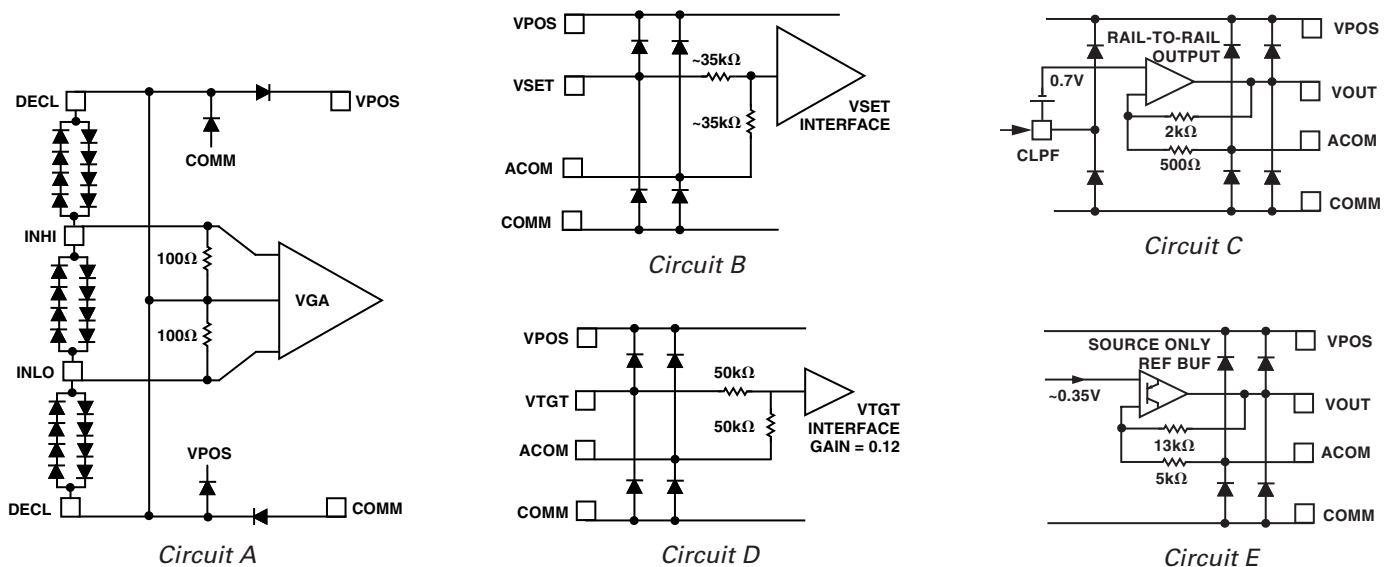 DECL
VPOS
COMM
INHI
100Ω
VGA
100Ω
INLO
VPOS
DECL
COMM
Circuit A
VPOS
~35kΩ
VSET
VSET
INTERFACE
~35kΩ
ACOM
COMM
Circuit B
RAIL-TO-RAIL
OUTPUT
VPOS
0.7V
VOUT
2kΩ
CLPF
ACOM
500Ω
COMM
Circuit C
VPOS
50kΩ
VTGT
VTGT
INTERFACE
GAIN = 0.12
50kΩ
ACOM
COMM
Circuit D
SOURCE ONLY
REF BUF
VPOS
~0.35V
VOUT
13kΩ
ACOM
5kΩ
COMM
Circuit E